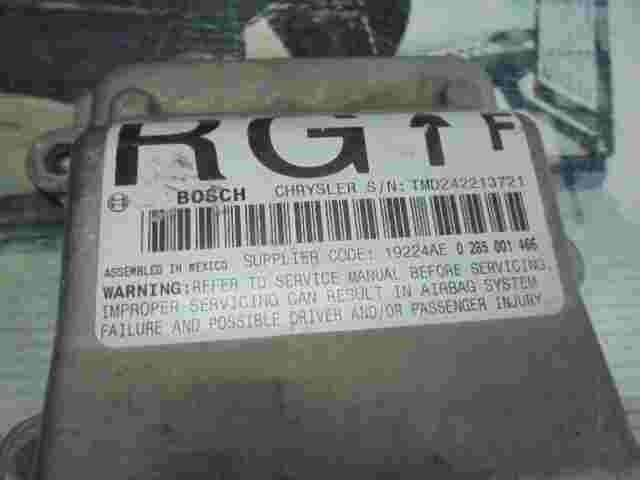 RG↑F
BOSCH CHRYSLER S/N: TMD242213721
ASSEMBLED IN MEXICO SUPPLIER CODE: 19224AE 0 285 001 466
WARNING: REFER TO SERVICE MANUAL BEFORE SERVICING.
IMPROPER SERVICING CAN RESULT IN AIRBAG SYSTEM
FAILURE AND POSSIBLE DRIVER AND/OR PASSENGER INJURY